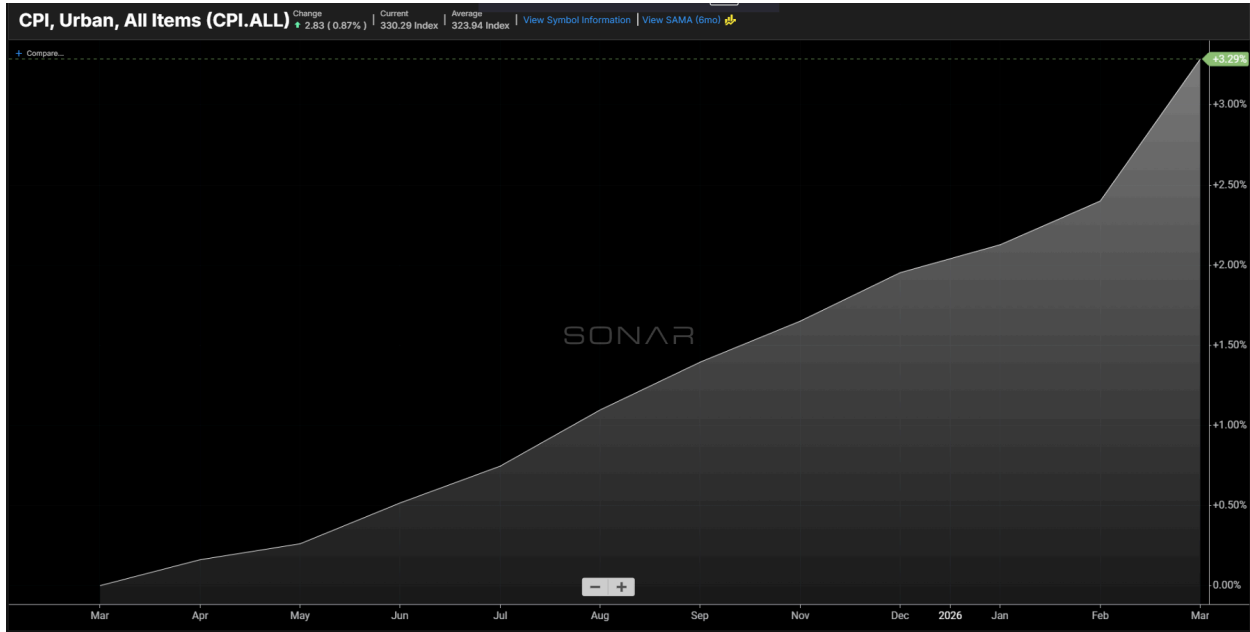 CPI, Urban, All Items (CPI.ALL) Change 2.83 ( 0.87% ) | Current 330.29 Index | Average 323.94 Index | View Symbol Information | View SAMA (6mo)
+ Compare...
+3.29%
+3.00%
+2.50%
+2.00%
SONAR
+1.50%
+1.00%
+0.50%
− +
0.00%
Mar Apr May Jun Jul Aug Sep Nov Dec 2026 Jan Feb Mar